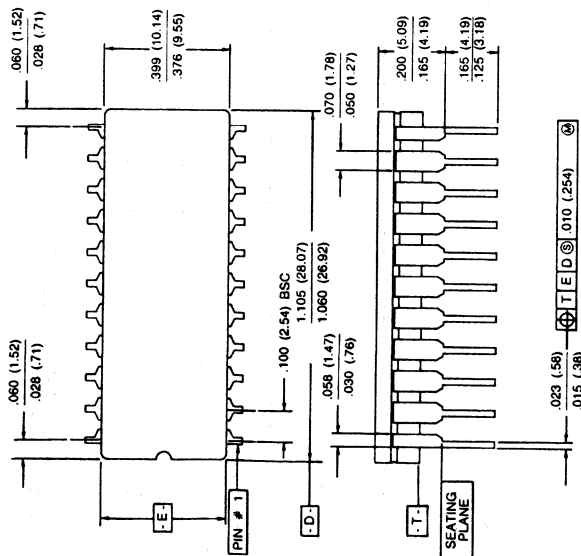 .060 (1.52)
.028 (.71)
.399 (10.14)
.376 (9.55)
.060 (1.52)
.028 (.71)
.100 (2.54) BSC
1.105 (28.07)
1.060 (26.92)
- E -
PIN # 1
- D -
.200 (5.09)
.165 (4.19)
.165 (4.19)
.125 (3.18)
.070 (1.78)
.050 (1.27)
.058 (1.47)
.030 (.76)
- T -
SEATING
PLANE
⌖ T E D Ⓢ .010 (.254) Ⓜ
.023 (.58)
.015 (.38)